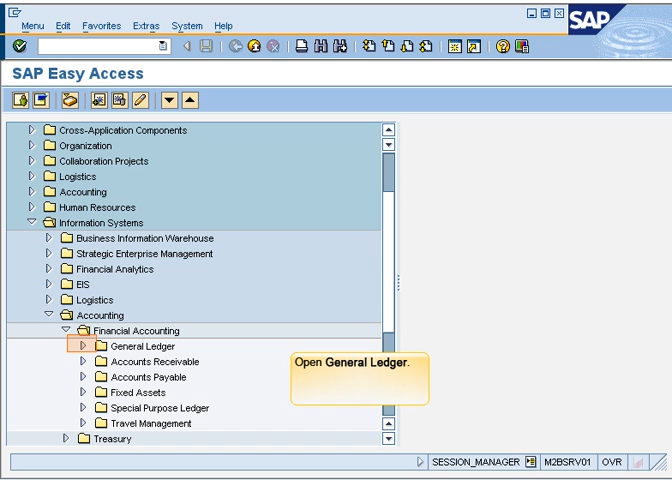 Menu Edit Favorites Extras System Help
SAP
SAP Easy Access
Cross-Application Components
Organization
Collaboration Projects
Logistics
Accounting
Human Resources
Information Systems
Business Information Warehouse
Strategic Enterprise Management
Financial Analytics
EIS
Logistics
Accounting
Financial Accounting
General Ledger
Accounts Receivable
Accounts Payable
Fixed Assets
Special Purpose Ledger
Travel Management
Treasury
Open General Ledger.
SESSION_MANAGER M2BSRV01 OVR